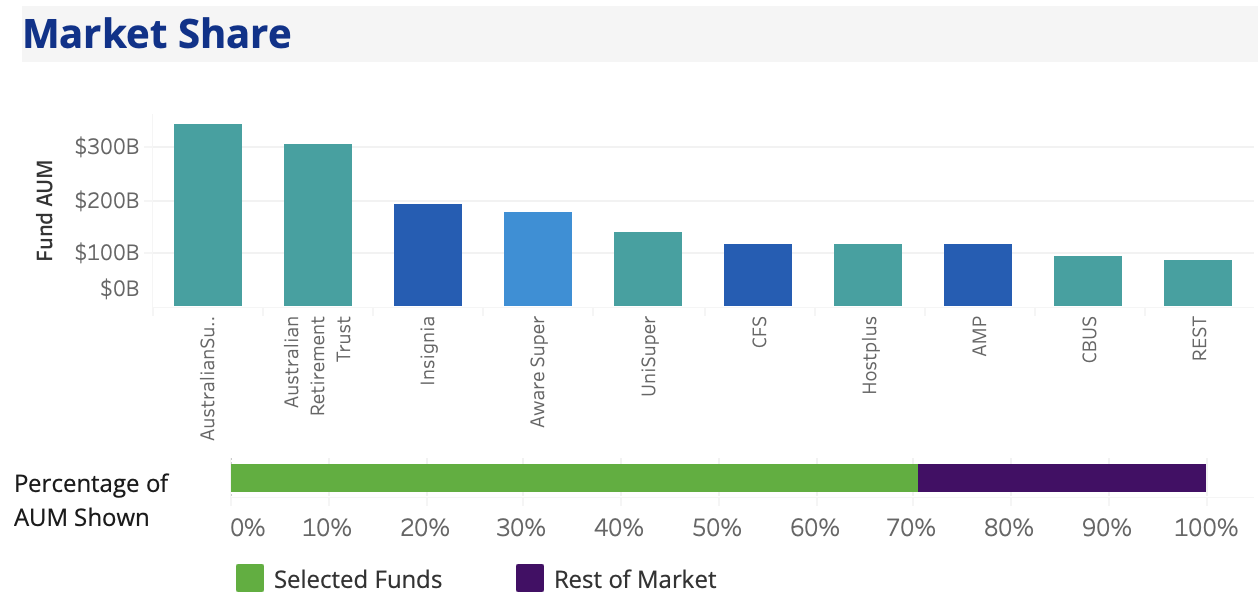 Market Share
Fund AUM
$300B
$200B
$100B
$0B
AustralianSu..
Australian
Retirement
Trust
Insignia
Aware Super
UniSuper
CFS
Hostplus
AMP
CBUS
REST
Percentage of
AUM Shown
0% 10% 20% 30% 40% 50% 60% 70% 80% 90% 100%
Selected Funds Rest of Market